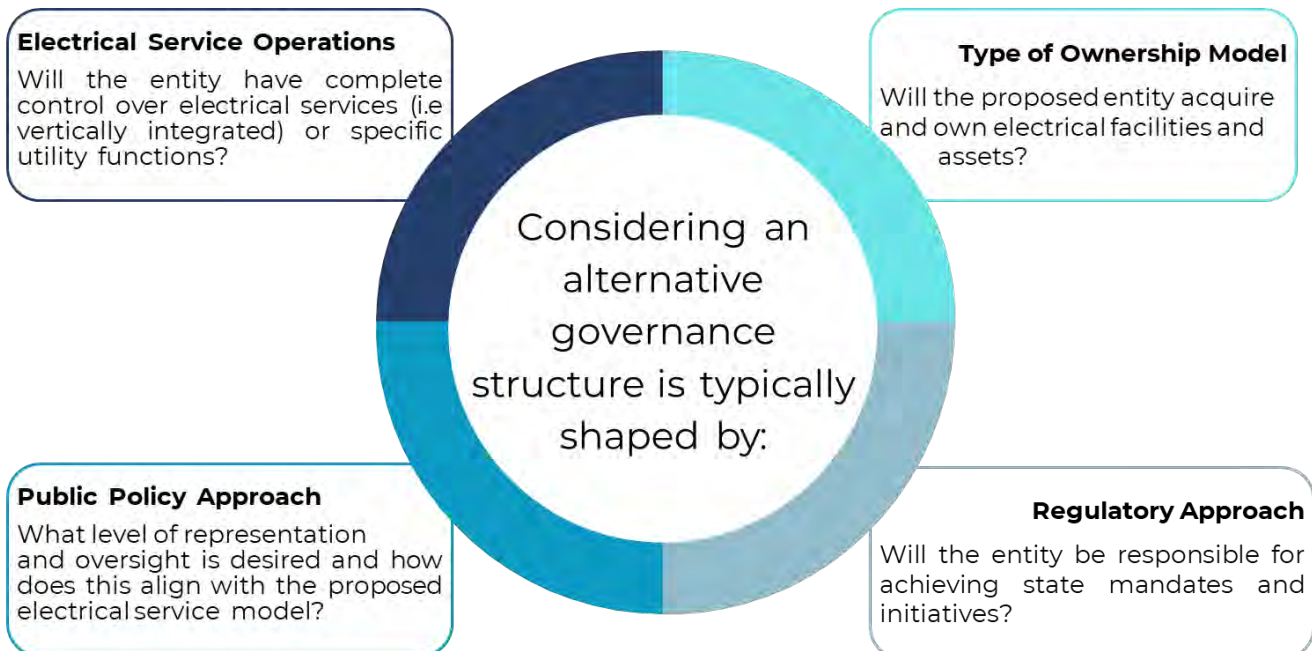 Electrical Service Operations
Will the entity have complete
control over electrical services (i.e
vertically integrated) or specific
utility functions?
Type of Ownership Model
Will the proposed entity acquire
and own electrical facilities and
assets?
Considering an
alternative
governance
structure is typically
shaped by:
Public Policy Approach
What level of representation
and oversight is desired and how
does this align with the proposed
electrical service model?
Regulatory Approach
Will the entity be responsible for
achieving state mandates and
initiatives?